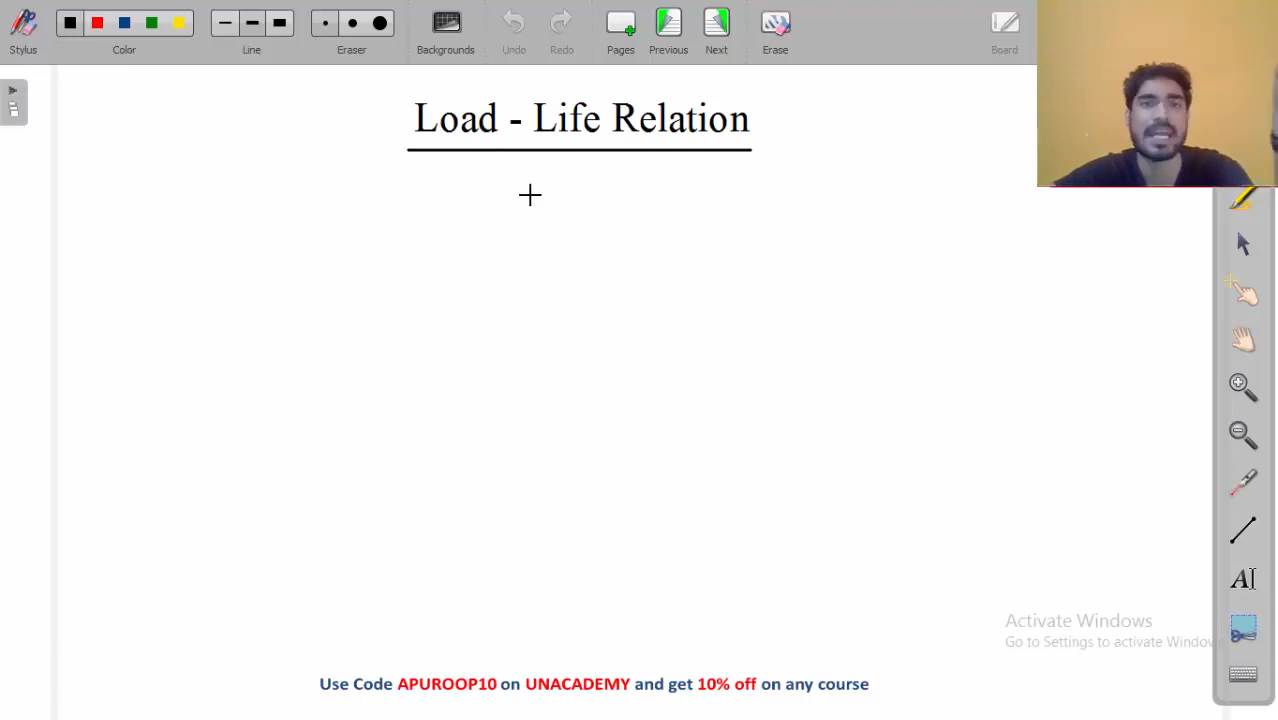 Stylus
Color
Line
Eraser
Backgrounds
Undo
Redo
Pages
Previous
Next
Erase
Board
Load - Life Relation
A
Activate Windows
Go to Settings to activate Window
Use Code APUROOP10 on UNACADEMY and get 10% off on any course